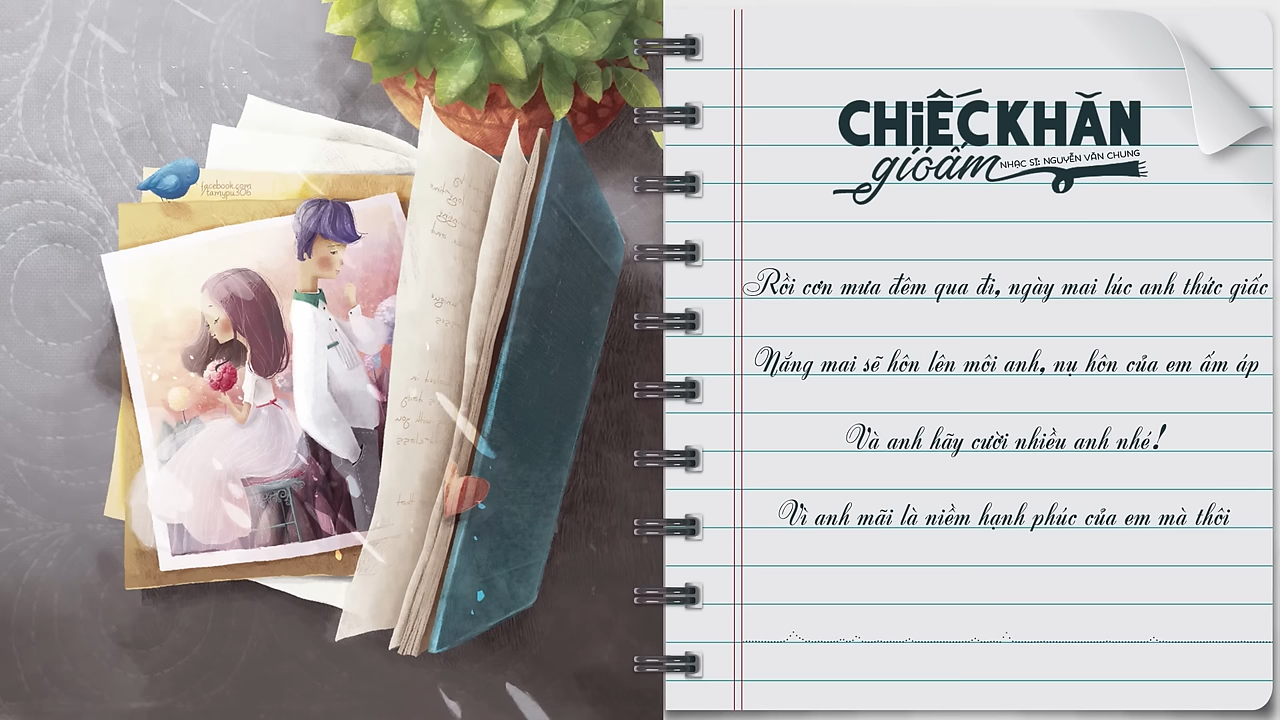 facebook.com
tamypu306
CHIẾC KHĂN
gió ấm
NHẠC SĨ: NGUYỄN VĂN CHUNG
Rồi cơn mưa đêm qua đi, ngày mai lúc anh thức giấc
Nắng mai sẽ hôn lên môi anh, nụ hôn của em ấm áp
Và anh hãy cười nhiều anh nhé!
Vì anh mãi là niềm hạnh phúc của em mà thôi